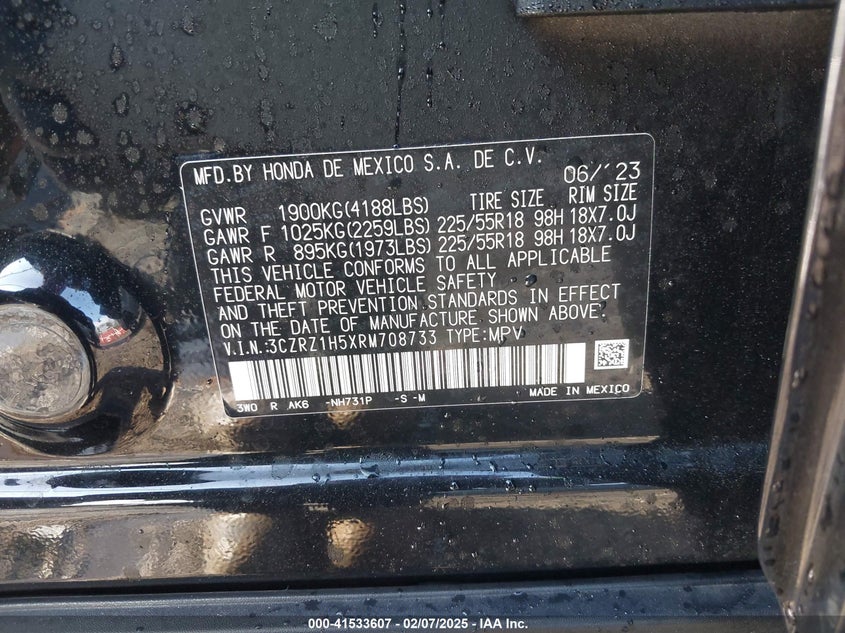 MFD.BY HONDA DE MEXICO S.A. DE C.V. 06/'23
TIRE SIZE RIM SIZE
GVWR 1900KG(4188LBS)
GAWR F 1025KG(2259LBS) 225/55R18 98H 18X7.0J
GAWR R 895KG(1973LBS) 225/55R18 98H 18X7.0J
THIS VEHICLE CONFORMS TO ALL APPLICABLE
FEDERAL MOTOR VEHICLE SAFETY
AND THEFT PREVENTION STANDARDS IN EFFECT
ON THE DATE OF MANUFACTURE SHOWN ABOVE.
V.I.N.:3CZRZ1H5XRM708733 TYPE:MPV
3W0 R AK6 -NH731P -S-M MADE IN MEXICO
000-41533607 - 02/07/2025 - IAA Inc.